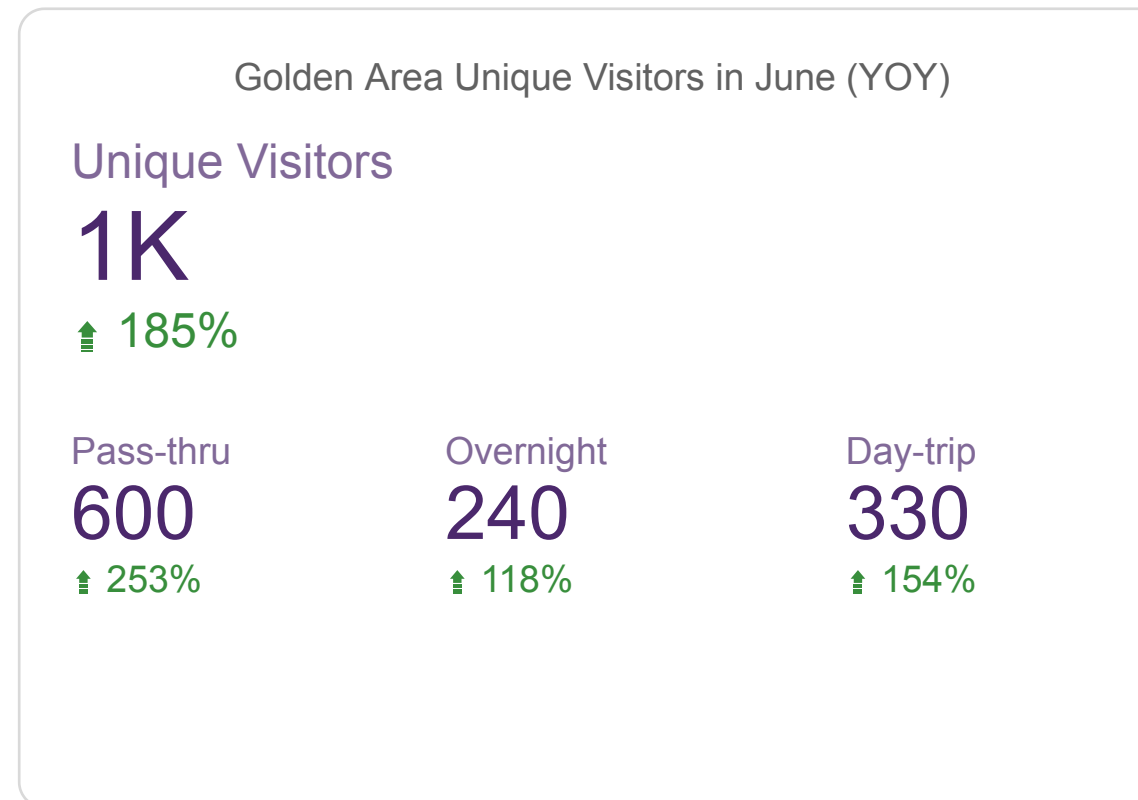 Golden Area Unique Visitors in June (YOY)
Unique Visitors
1K
185%
Pass-thru Overnight Day-trip
600 240 330
253% 118% 154%